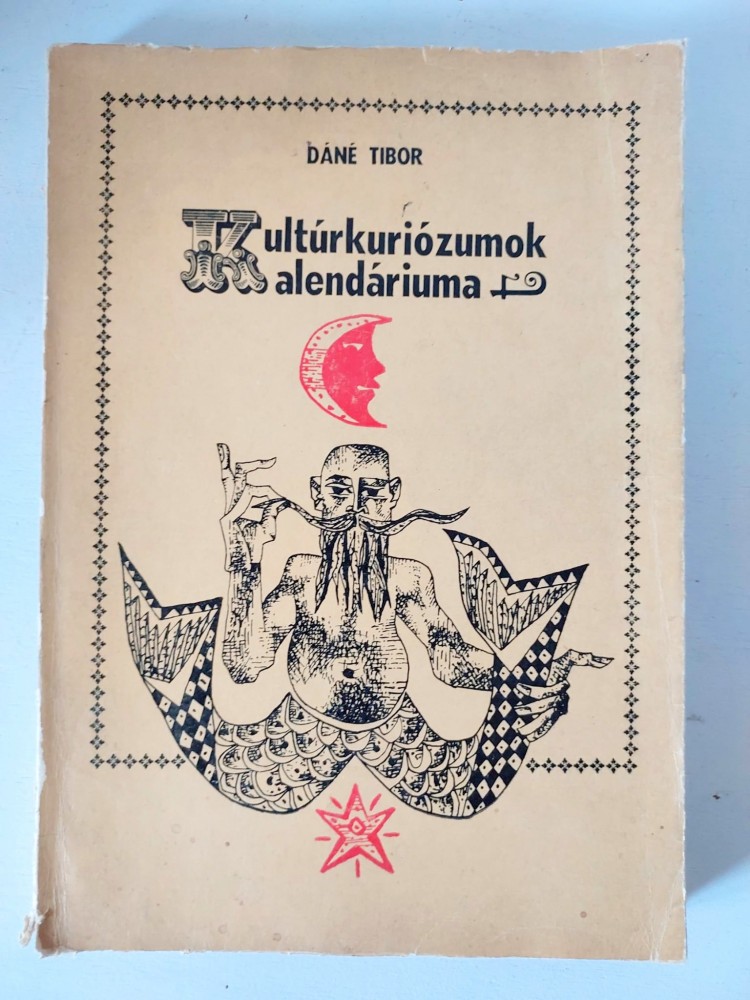 DÁNÉ TIBOR
Kultúrkuriózumok
Kalendáriuma